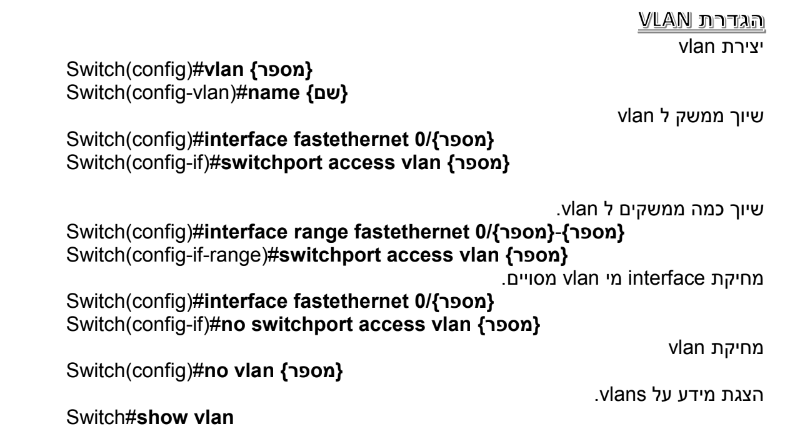 הגדרת VLAN
יצירת vlan
Switch(config)#vlan {מספר}
Switch(config-vlan)#name {שם}
שיוך ממשק ל vlan
Switch(config)#interface fastethernet 0/{מספר}
Switch(config-if)#switchport access vlan {מספר}
שיוך כמה ממשקים ל vlan.
Switch(config)#interface range fastethernet 0/{מספר}-{מספר}
Switch(config-if-range)#switchport access vlan {מספר}
מחיקת interface מי vlan מסויים.
Switch(config)#interface fastethernet 0/{מספר}
Switch(config-if)#no switchport access vlan {מספר}
מחיקת vlan
Switch(config)#no vlan {מספר}
הצגת מידע על vlans.
Switch#show vlan